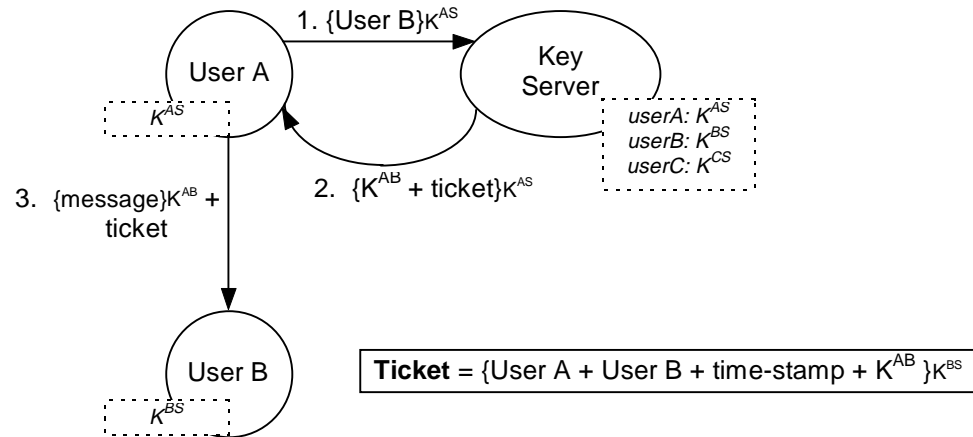 1. {User B}K^AS
User A
K^AS
Key
Server
userA: K^AS
userB: K^BS
userC: K^CS
2. {K^AB + ticket}K^AS
3. {message}K^AB +
ticket
User B
K^BS
Ticket = {User A + User B + time-stamp + K^AB }K^BS